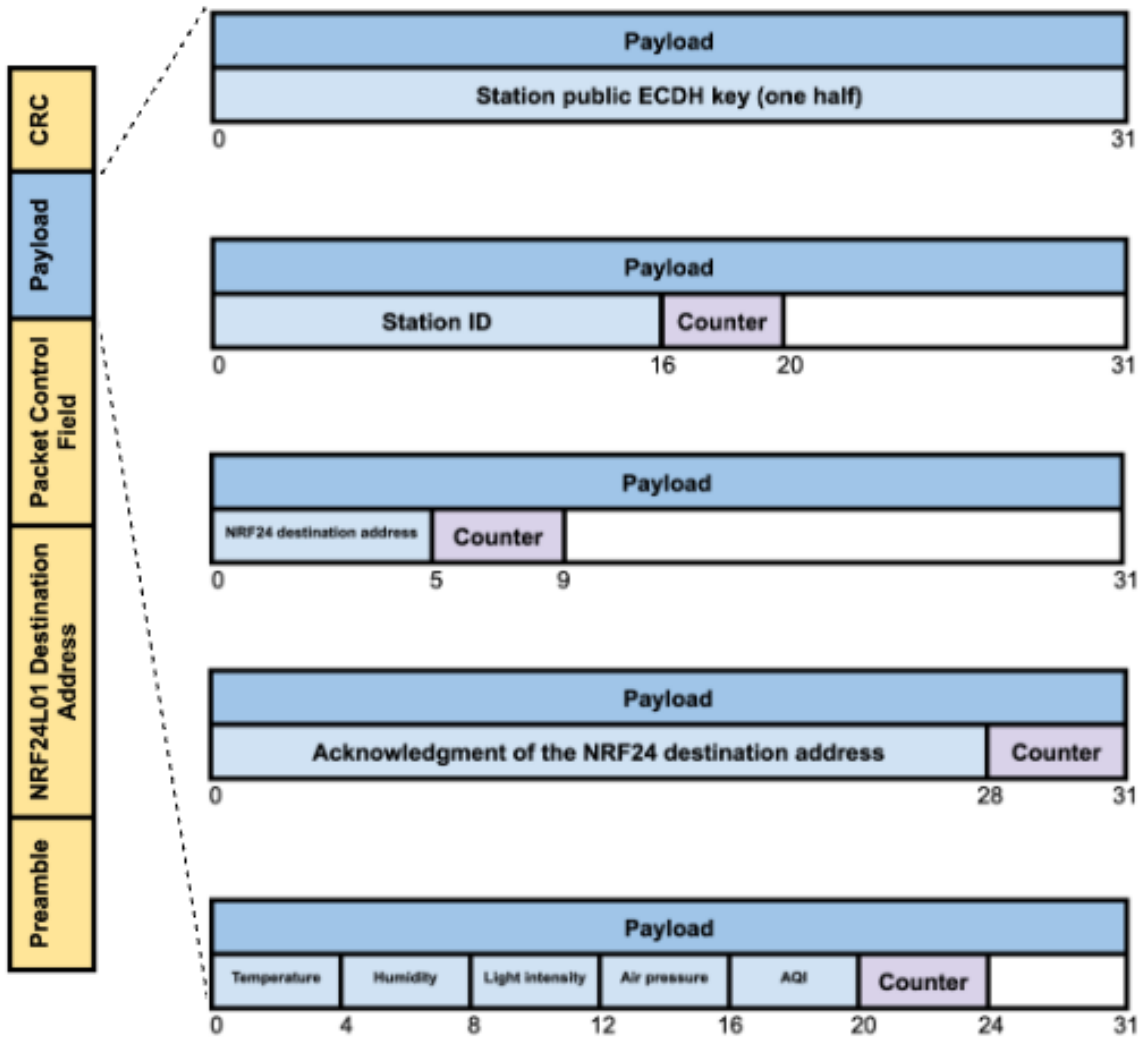 CRC
Payload
Packet Control
Field
NRF24L01 Destination
Address
Preamble
Payload
Station public ECDH key (one half)
0 31
Payload
Station ID Counter
0 16 20 31
Payload
NRF24 destination address Counter
0 5 9 31
Payload
Acknowledgment of the NRF24 destination address Counter
0 28 31
Payload
Temperature Humidity Light intensity Air pressure AQI Counter
0 4 8 12 16 20 24 31